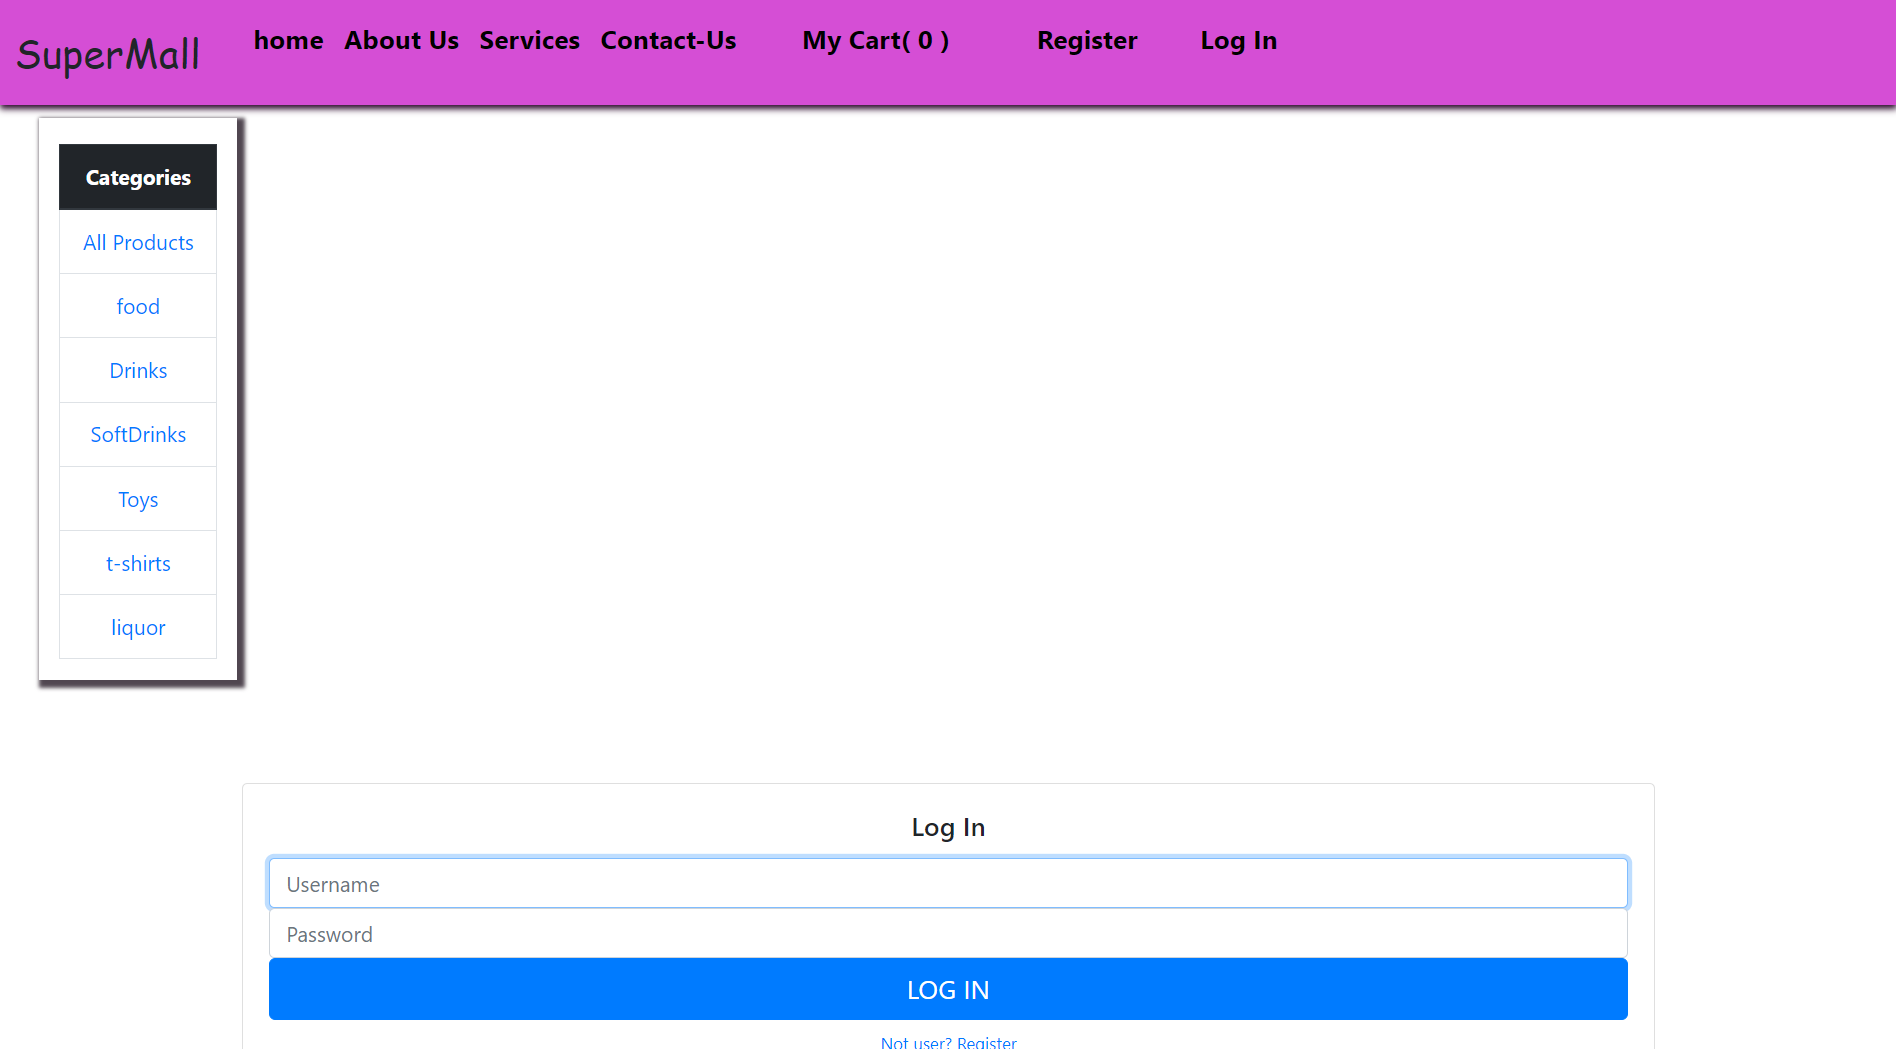 SuperMall home About Us Services Contact-Us My Cart( 0 ) Register Log In
Categories
All Products
food
Drinks
SoftDrinks
Toys
t-shirts
liquor
Log In
Username
Password
LOG IN
Not user? Register